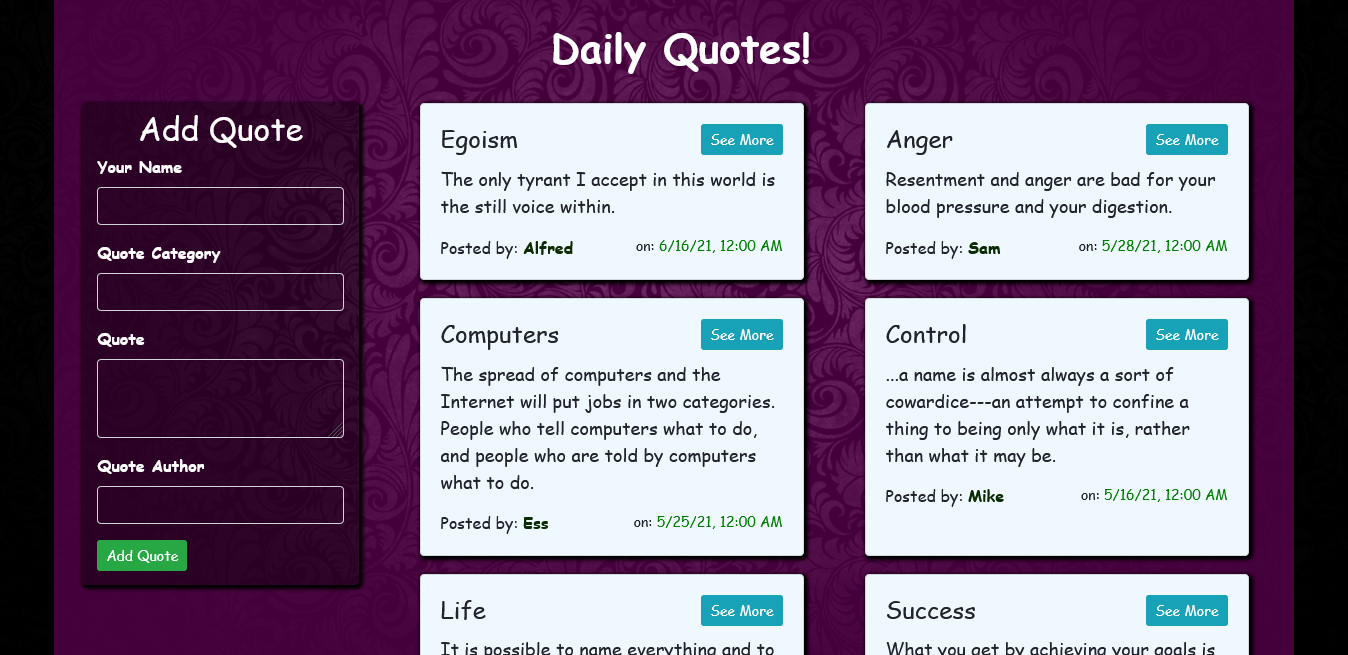 Daily Quotes!
Add Quote
Your Name
Quote Category
Quote
Quote Author
Add Quote
Egoism
See More
The only tyrant I accept in this world is
the still voice within.
Posted by: Alfred
on: 6/16/21, 12:00 AM
Anger
See More
Resentment and anger are bad for your
blood pressure and your digestion.
Posted by: Sam
on: 5/28/21, 12:00 AM
Computers
See More
The spread of computers and the
Internet will put jobs in two categories.
People who tell computers what to do,
and people who are told by computers
what to do.
Posted by: Ess
on: 5/25/21, 12:00 AM
Control
See More
...a name is almost always a sort of
cowardice---an attempt to confine a
thing to being only what it is, rather
than what it may be.
Posted by: Mike
on: 5/16/21, 12:00 AM
Life
See More
It is possible to name everything and to
Success
See More
What you get by achieving your goals is